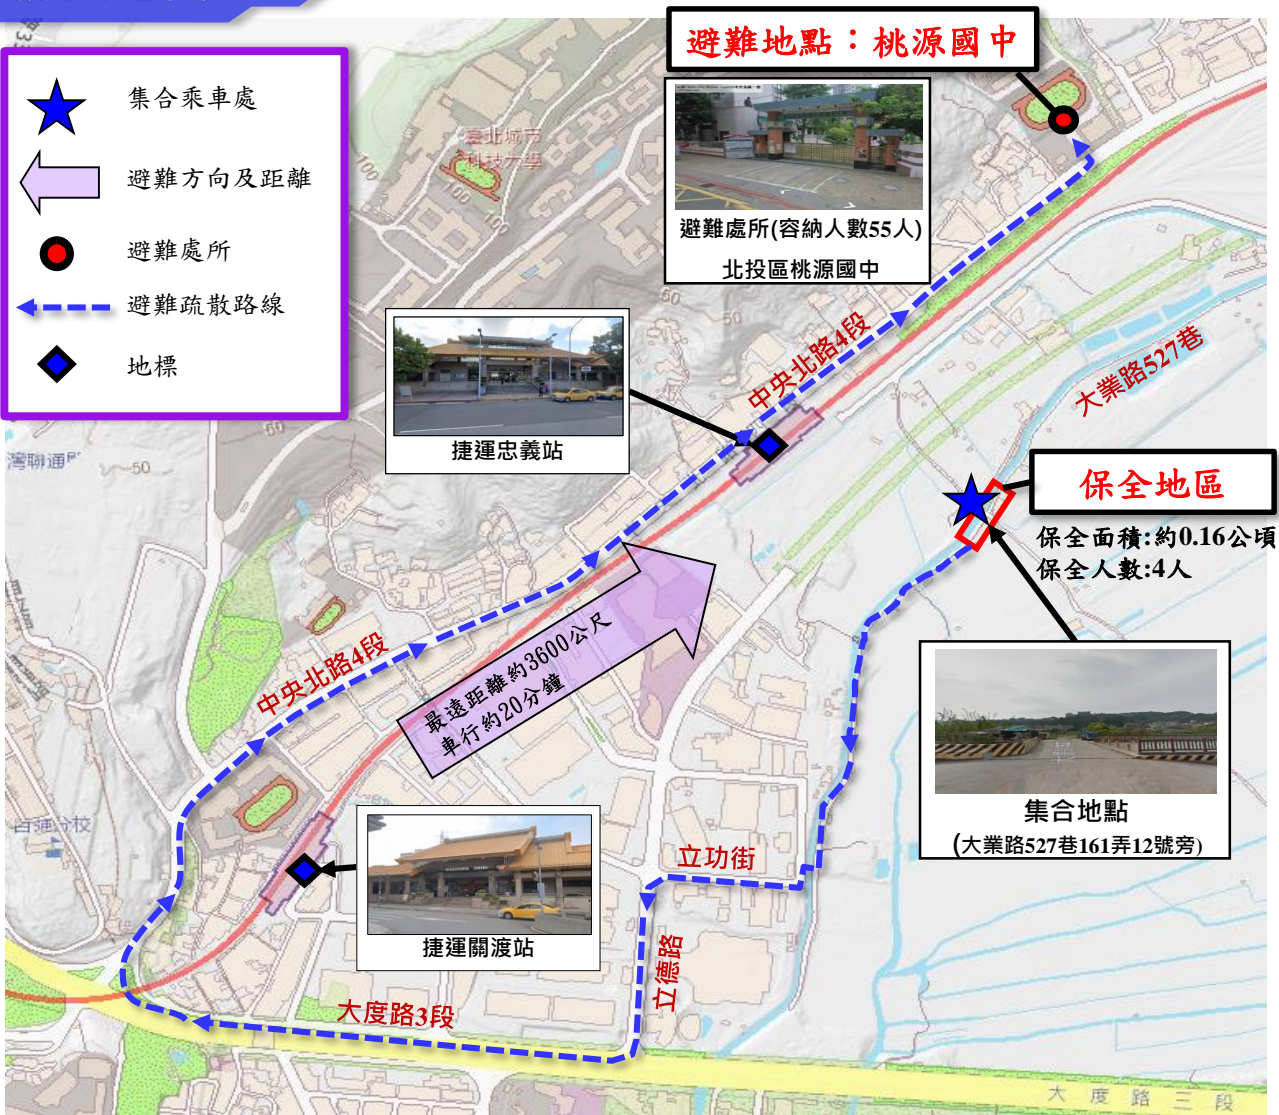 避難地點：桃源國中
集合乘車處
避難方向及距離
避難處所
避難疏散路線
地標
臺北城市
科技大學
100
100
100
100
避難處所(容納人數55人)
北投區桃源國中
50
50
中央北路4段
大業路527巷
捷運忠義站
50
50
保全地區
保全面積:約0.16公頃
保全人數:4人
最遠距離約3600公尺
車行約20分鐘
中央北路4段
集合地點
(大業路527巷161弄12號旁)
立功街
捷運關渡站
立德路
大度路3段
大度路三段